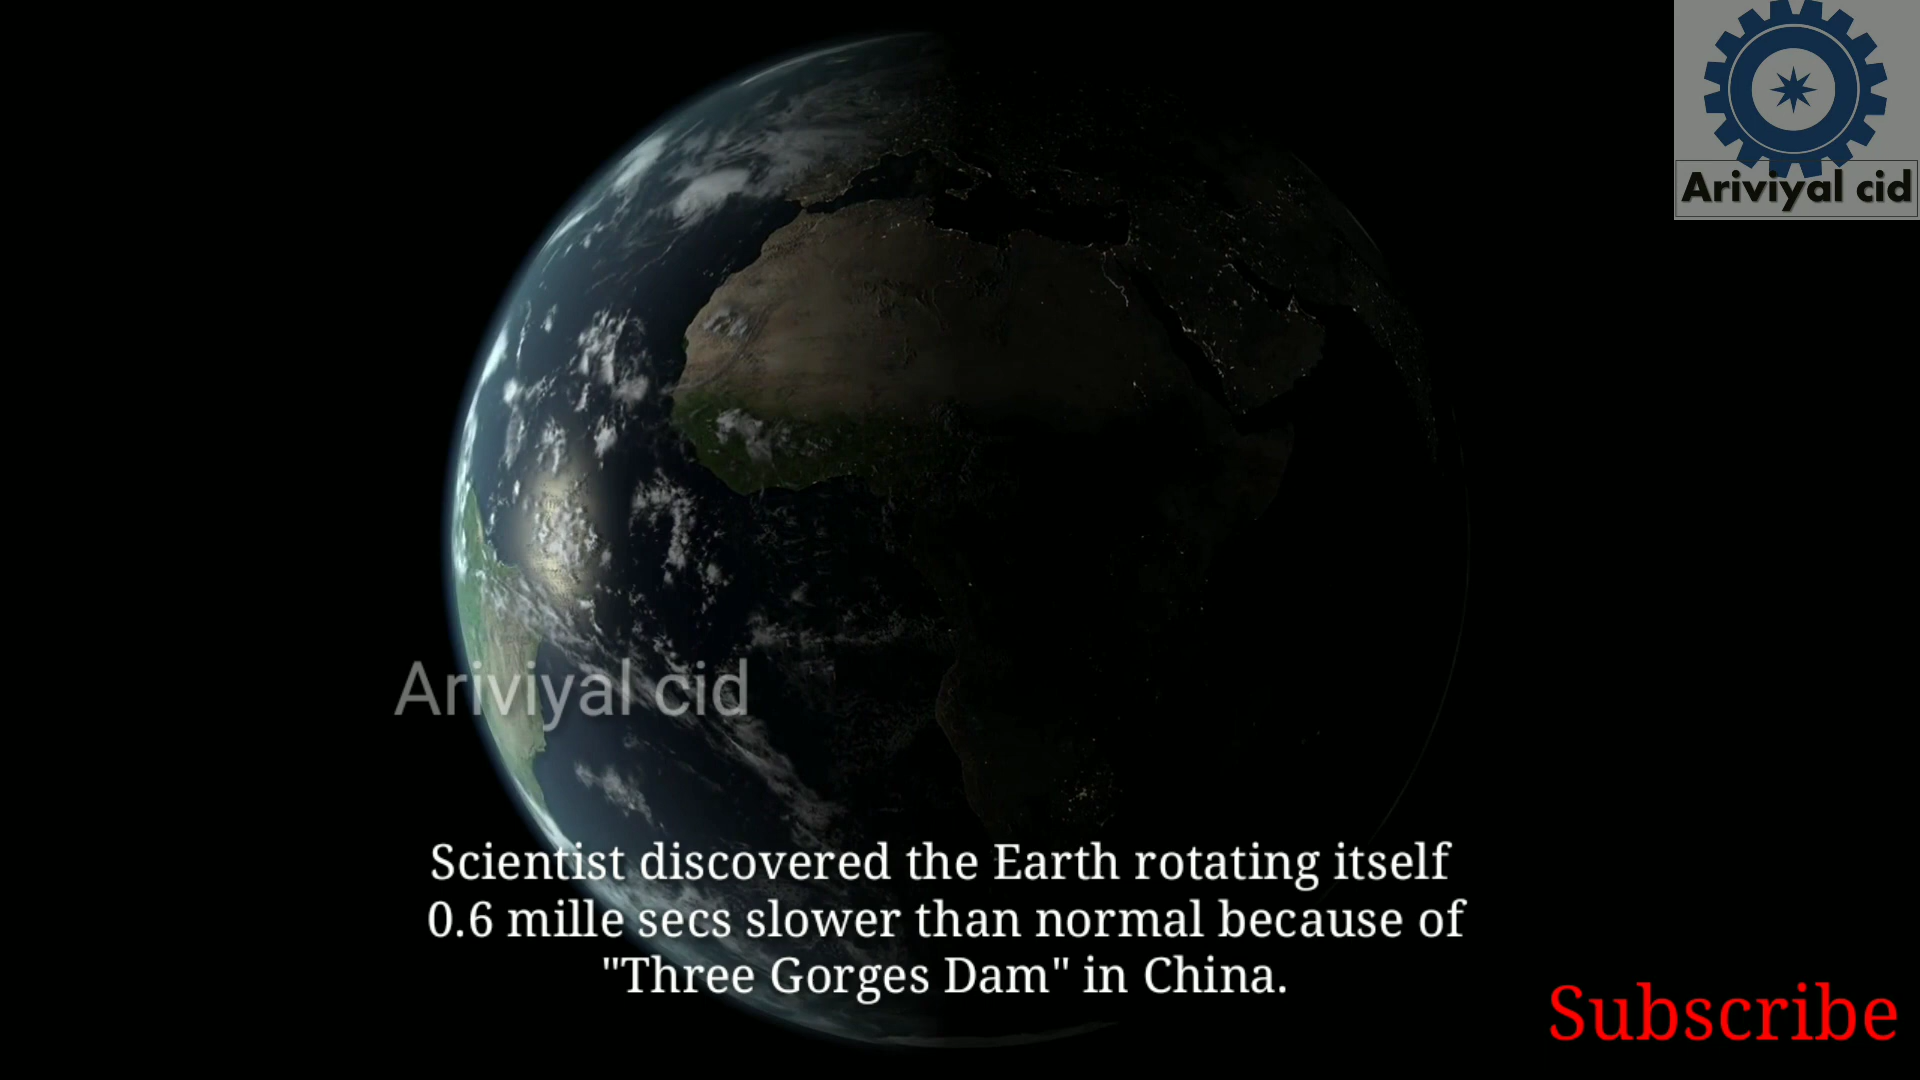 Ariviyal cid
Ariviyal cid
Scientist discovered the Earth rotating itself
0.6 mille secs slower than normal because of
"Three Gorges Dam" in China.
Subscribe